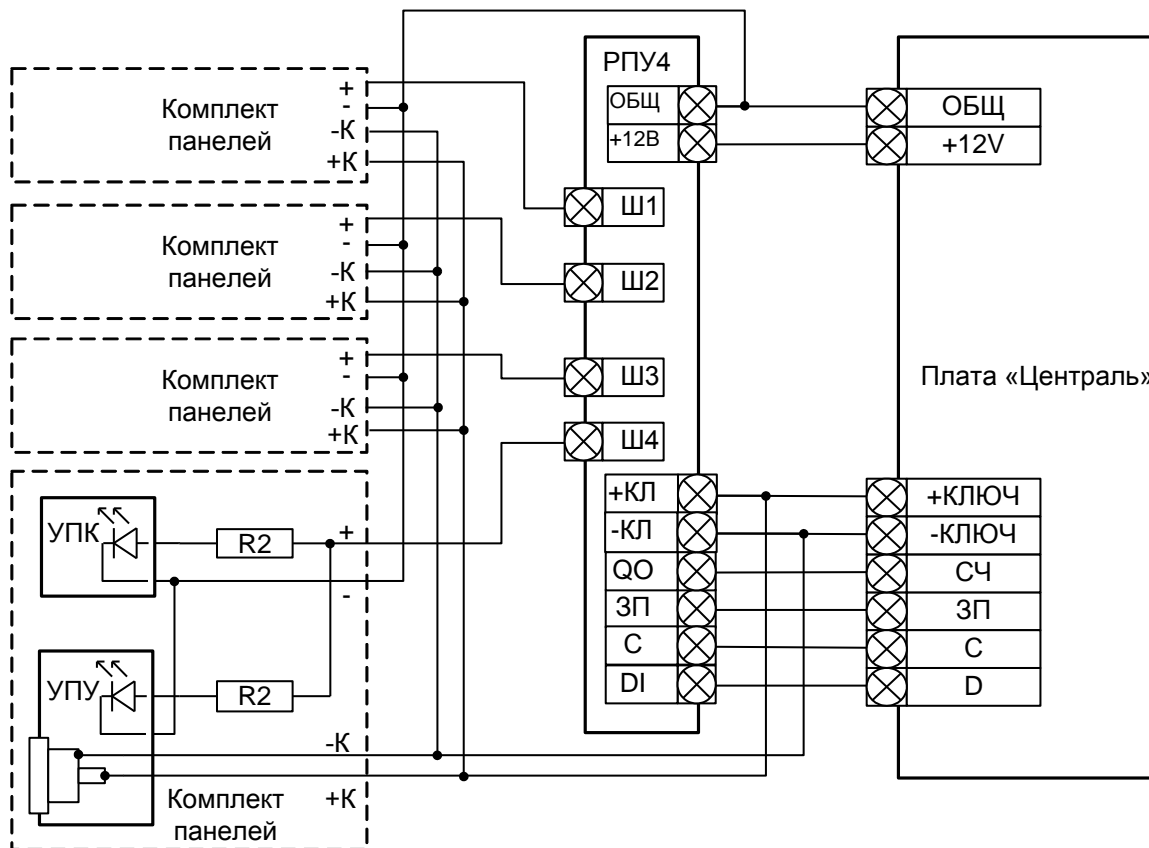 Комплект
панелей
+
-
-К
+К
Комплект
панелей
+
-
-К
+К
Комплект
панелей
+
-
-К
+К
УПК
R2
+
-
УПУ
R2
-К
+К
Комплект
панелей
РПУ4
ОБЩ
+12В
Ш1
Ш2
Ш3
Ш4
+КЛ
-КЛ
QO
ЗП
C
DI
ОБЩ
+12V
Плата «Централь»
+КЛЮЧ
-КЛЮЧ
СЧ
ЗП
C
D